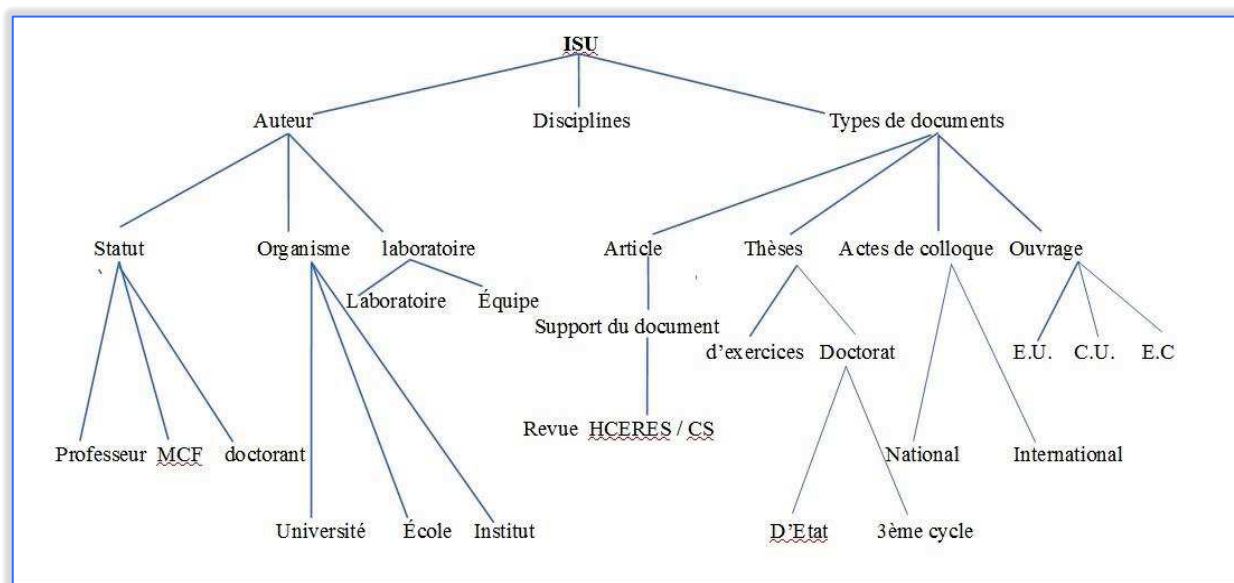 ISU
Auteur Disciplines Types de documents
Statut Organisme laboratoire Article Thèses Actes de colloque Ouvrage
Laboratoire Équipe
Support du document d'exercices Doctorat E.U. C.U. E.C
Revue HCERES / CS
Professeur MCF doctorant National International
Université École Institut D'Etat 3ème cycle